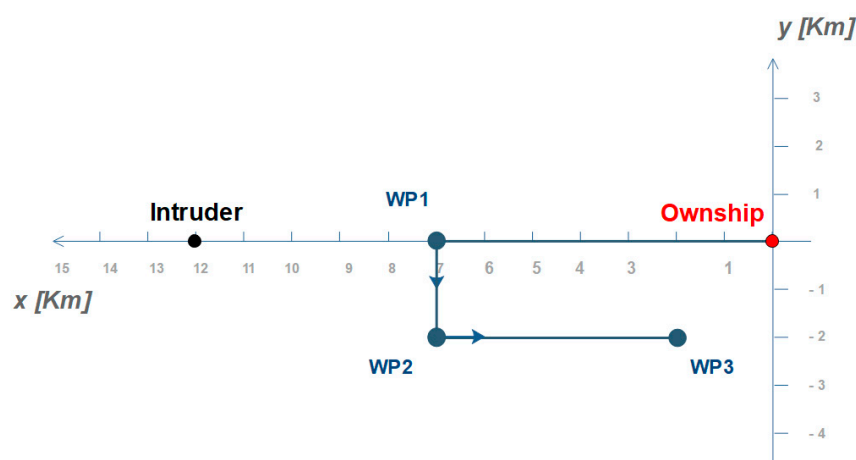 y [Km]
3
2
WP1
1
Intruder
Ownship
15 14 13 12 11 10 9 8 7 6 5 4 3 1
x [Km]
- 1
- 2
WP2
WP3
- 3
- 4